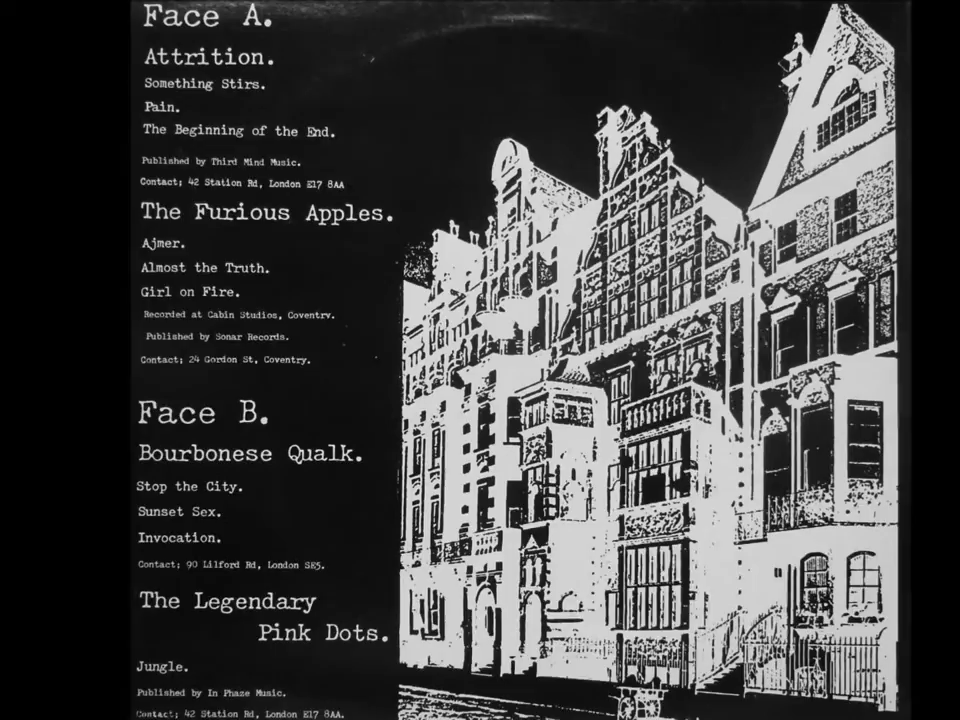 Face A.
Attrition.
Something Stirs.
Pain.
The Beginning of the End.
Published by Third Mind Music.
Contact; 42 Station Rd, London E17 8AA
The Furious Apples.
Ajmer.
Almost the Truth.
Girl on Fire.
Recorded at Cabin Studios, Coventry.
Published by Sonar Records.
Contact; 24 Gordon St, Coventry.
Face B.
Bourbonese Qualk.
Stop the City.
Sunset Sex.
Invocation.
Contact; 90 Lilford Rd, London SE5.
The Legendary
Pink Dots.
Jungle.
Published by In Phaze Music.
Contact; 42 Station Rd, London E17 8AA.